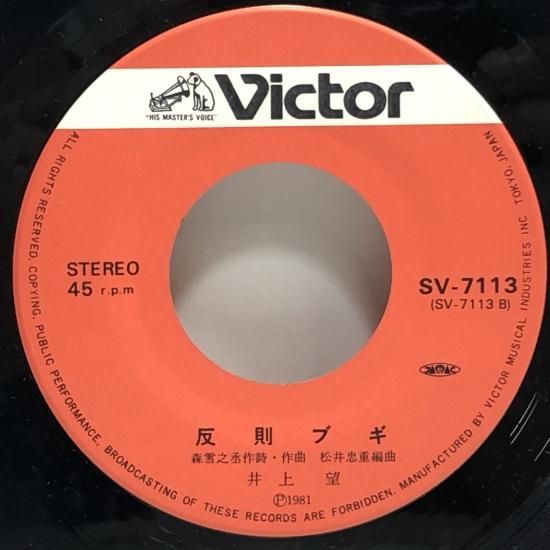 Victor
"HIS MASTER'S VOICE"
STEREO
45 r.p.m
SV-7113
(SV-7113 B)
JASRAC
反則ブギ
森雪之丞作詩・作曲 松井忠重編曲
井上望
Ⓟ1981
ALL RIGHTS RESERVED. COPYING, PUBLIC PERFORMANCE, BROADCASTING OF THESE RECORDS ARE FORBIDDEN. MANUFACTURED BY VICTOR MUSICAL INDUSTRIES INC TOKYO, JAPAN